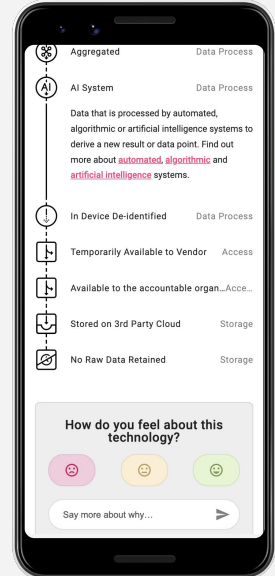 Aggregated Data Process
AI AI System Data Process
Data that is processed by automated,
algorithmic or artificial intelligence systems to
derive a new result or data point. Find out
more about automated, algorithmic and
artificial intelligence systems.
In Device De-identified Data Process
Temporarily Available to Vendor Access
Available to the accountable organ...Acce...
Stored on 3rd Party Cloud Storage
No Raw Data Retained Storage
How do you feel about this
technology?
Say more about why...